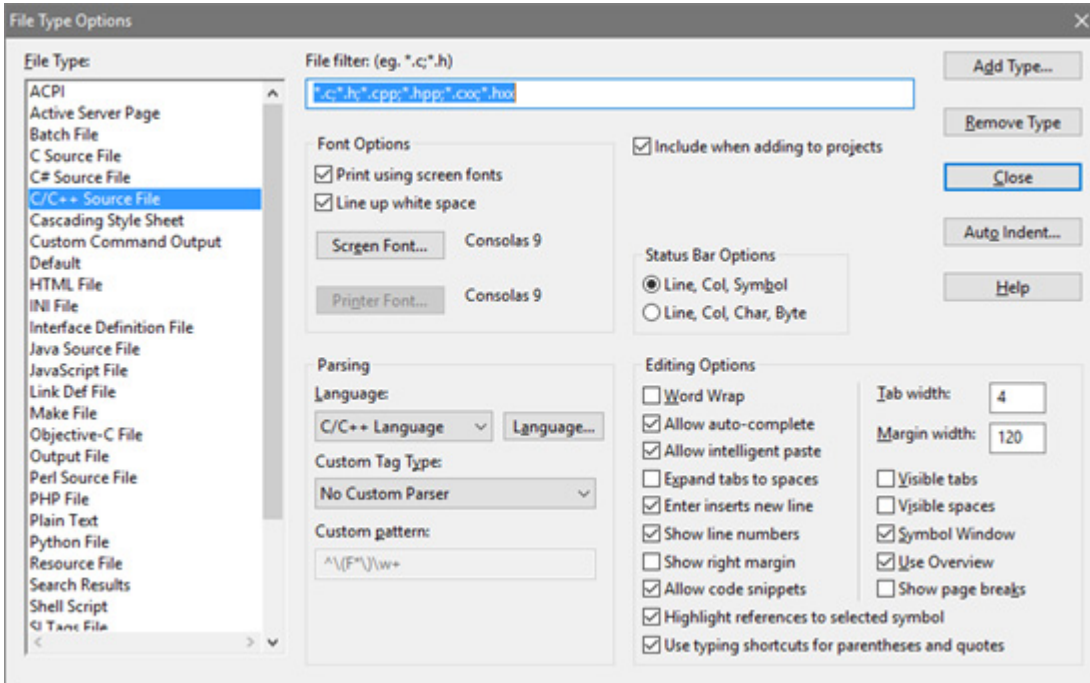 File Type Options
File Type:
ACPI
Active Server Page
Batch File
C Source File
C# Source File
C/C++ Source File
Cascading Style Sheet
Custom Command Output
Default
HTML File
INI File
Interface Definition File
Java Source File
JavaScript File
Link Def File
Make File
Objective-C File
Output File
Perl Source File
PHP File
Plain Text
Python File
Resource File
Search Results
Shell Script
SI Tags File
File filter: (eg. *.c;*.h)
*.c;*.h;*.cpp;*.hpp;*.cxx;*.hxx
Font Options
Print using screen fonts
Line up white space
Screen Font... Consolas 9
Printer Font... Consolas 9
Include when adding to projects
Status Bar Options
Line, Col, Symbol
Line, Col, Char, Byte
Add Type...
Remove Type
Close
Auto Indent...
Help
Parsing
Language:
C/C++ Language Language...
Custom Tag Type:
No Custom Parser
Custom pattern:
^\(F*\)\w+
Editing Options
Word Wrap
Allow auto-complete
Allow intelligent paste
Expand tabs to spaces
Enter inserts new line
Show line numbers
Show right margin
Allow code snippets
Highlight references to selected symbol
Use typing shortcuts for parentheses and quotes
Tab width: 4
Margin width: 120
Visible tabs
Visible spaces
Symbol Window
Use Overview
Show page breaks